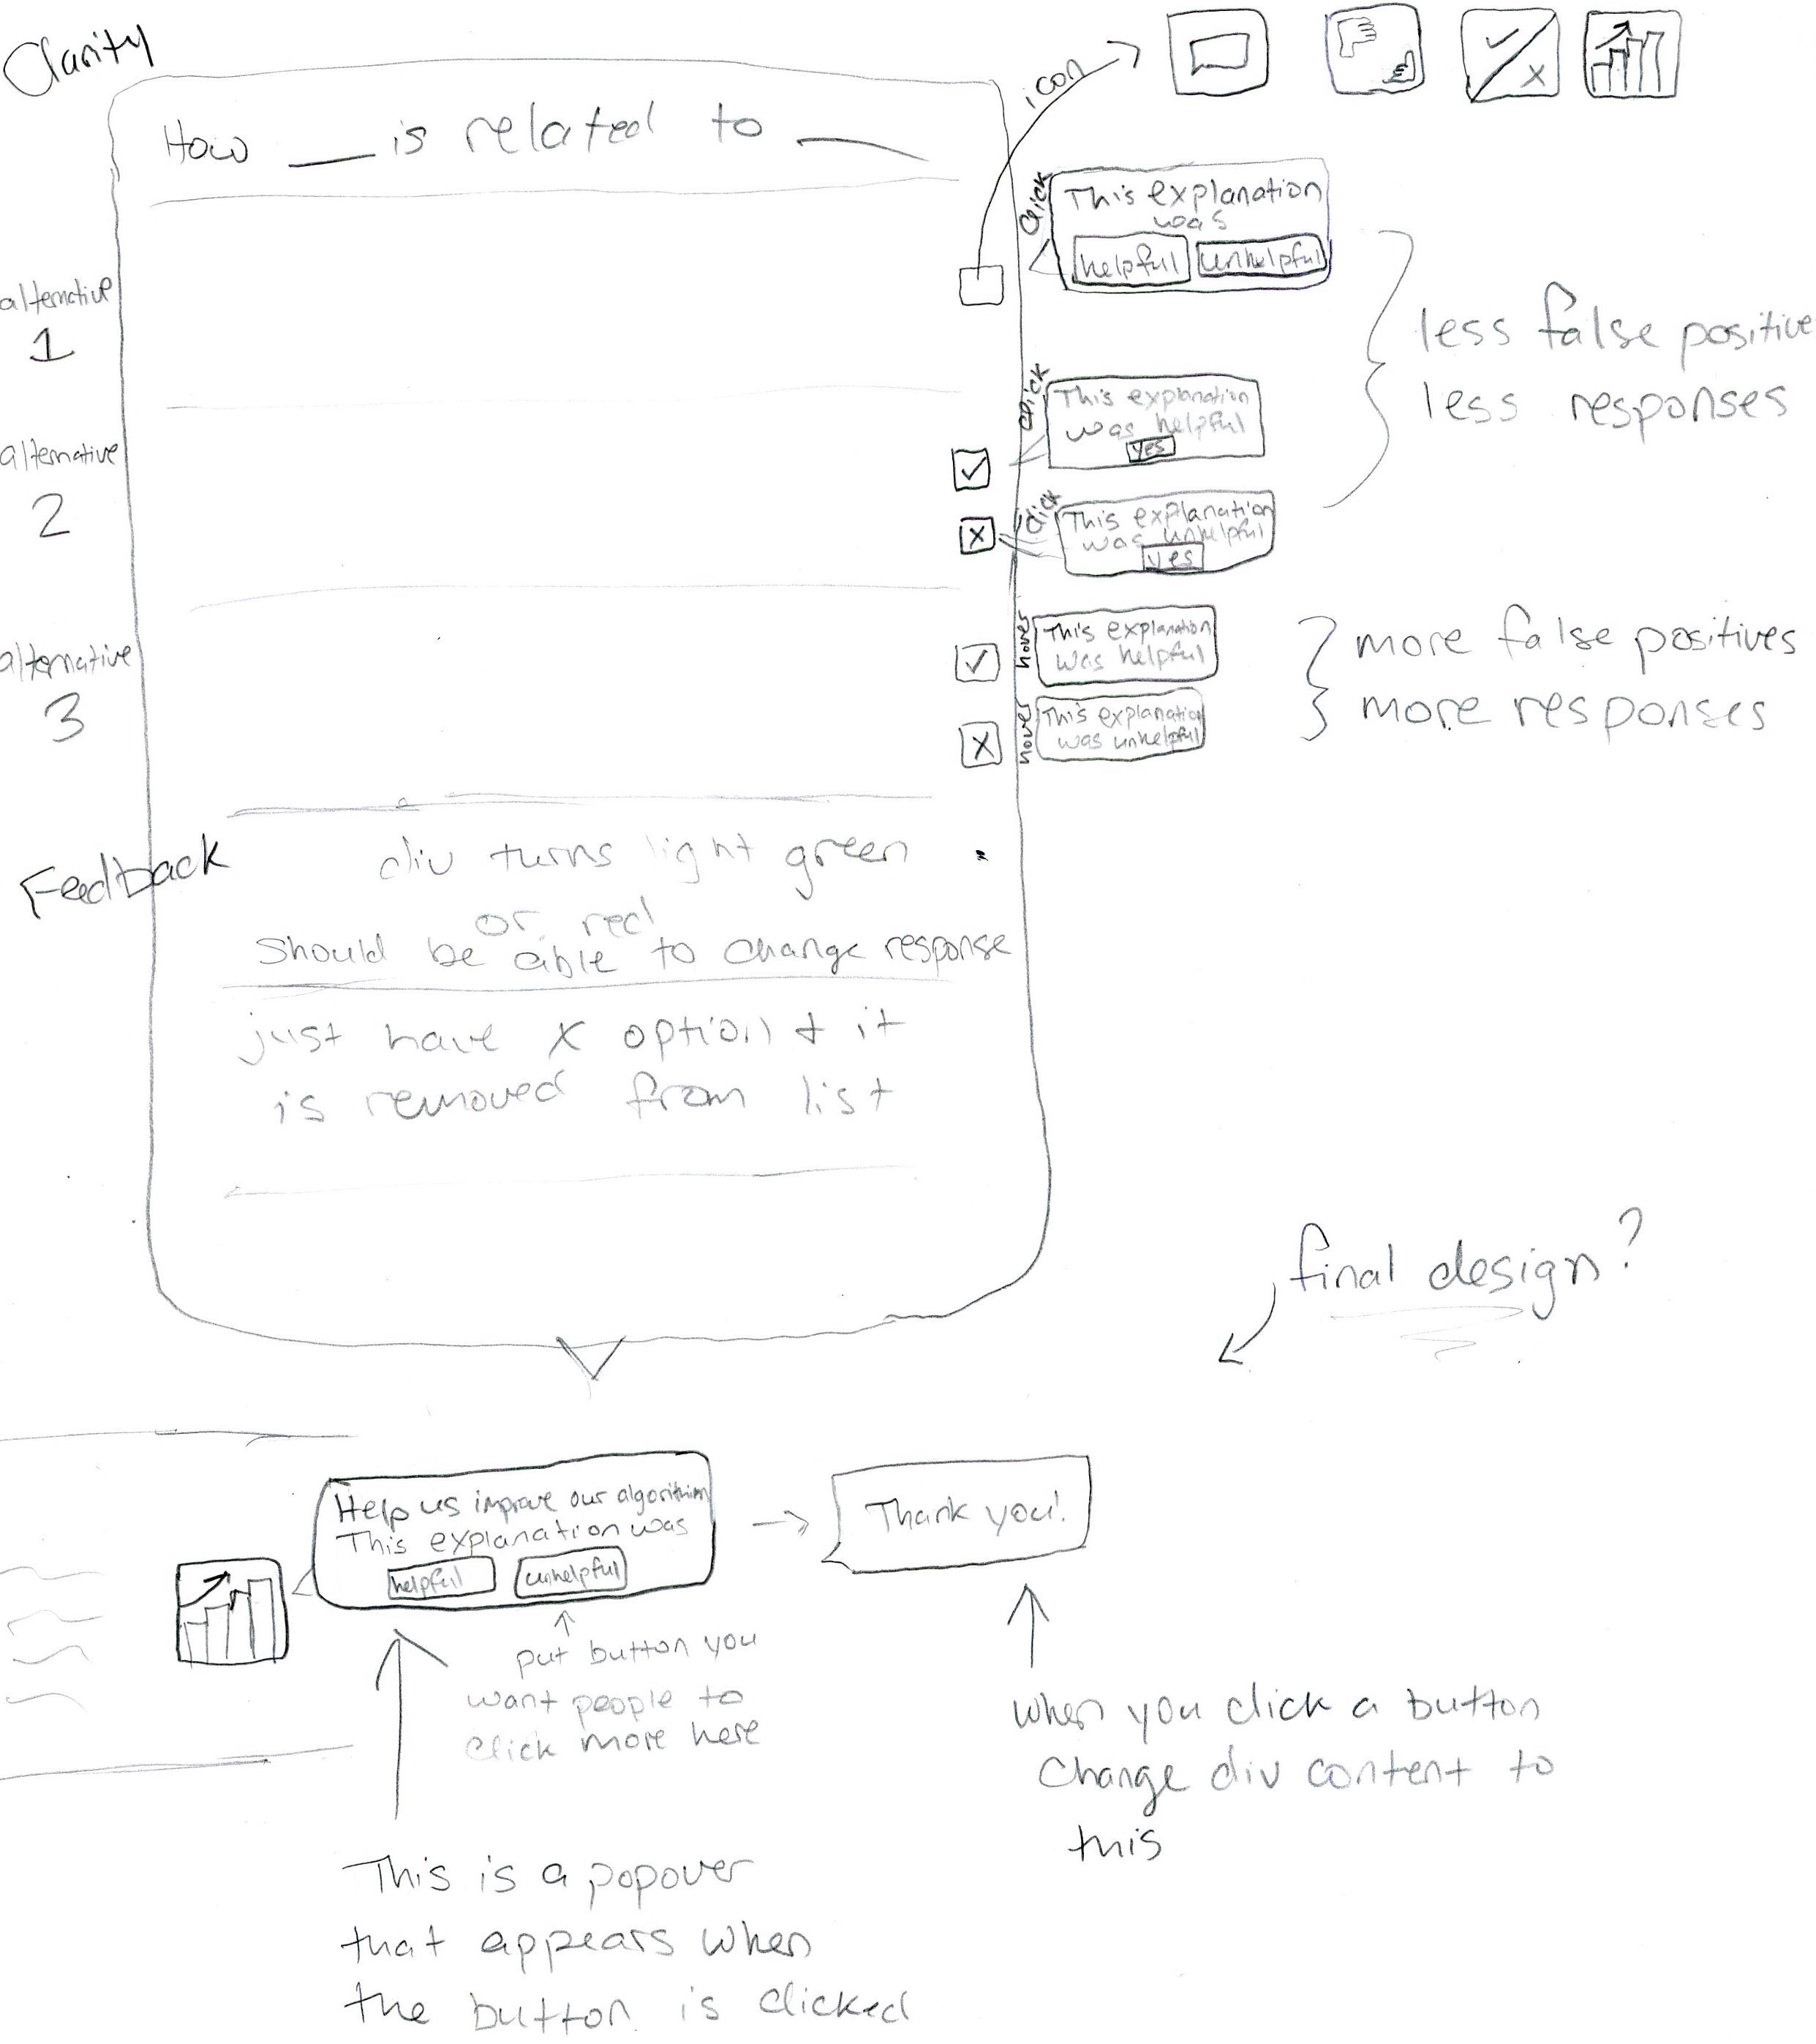 Clarity
How ___ is related to ___
icon
alternative
1
click
This explanation
was
helpful
unhelpful
less false positive
less responses
alternative
2
click
This explanation
was helpful
yes
click
This explanation
was unhelpful
yes
alternative
3
hover
This explanation
was helpful
hover
This explanation
was unhelpful
more false positives
more responses
Feedback
div turns light green
or red
should be able to change response
just have x option & it
is removed from list
final design?
Help us improve our algorithm
This explanation was
helpful
unhelpful
Thank you!
put button you
want people to
click more here
when you click a button
change div content to
this
This is a popover
that appears when
the button is clicked